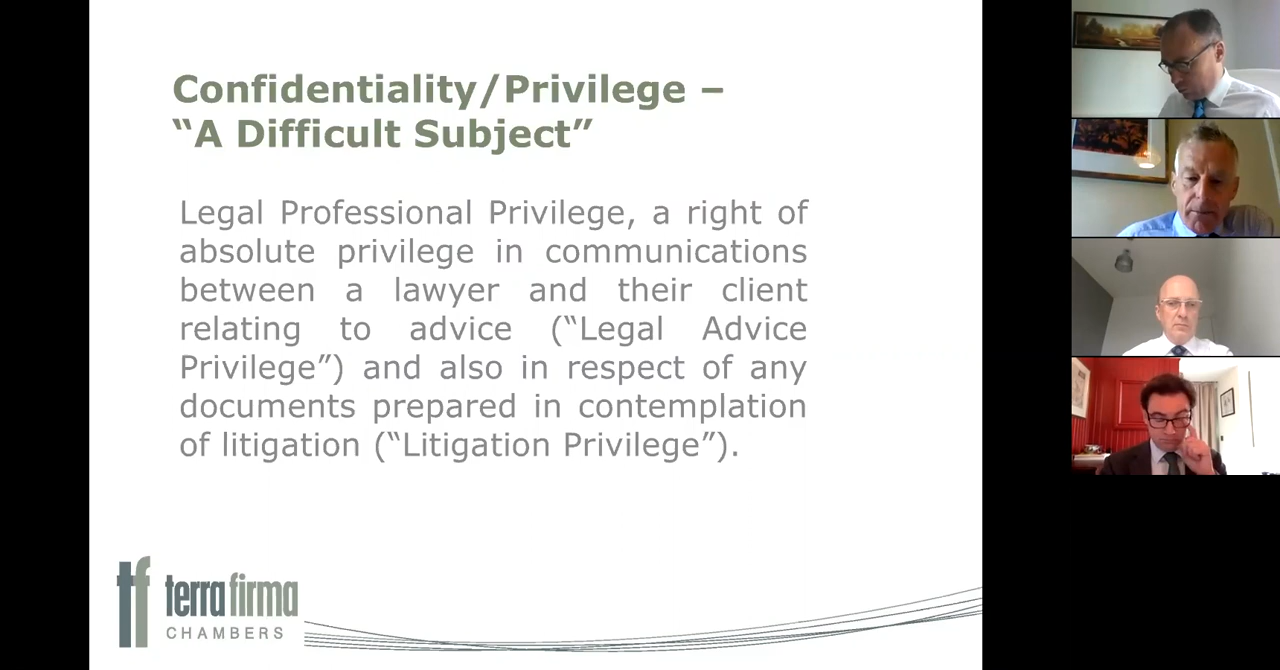 Confidentiality/Privilege –
“A Difficult Subject”
Legal Professional Privilege, a right of
absolute privilege in communications
between a lawyer and their client
relating to advice (“Legal Advice
Privilege”) and also in respect of any
documents prepared in contemplation
of litigation (“Litigation Privilege”).
tf terra firma
CHAMBERS